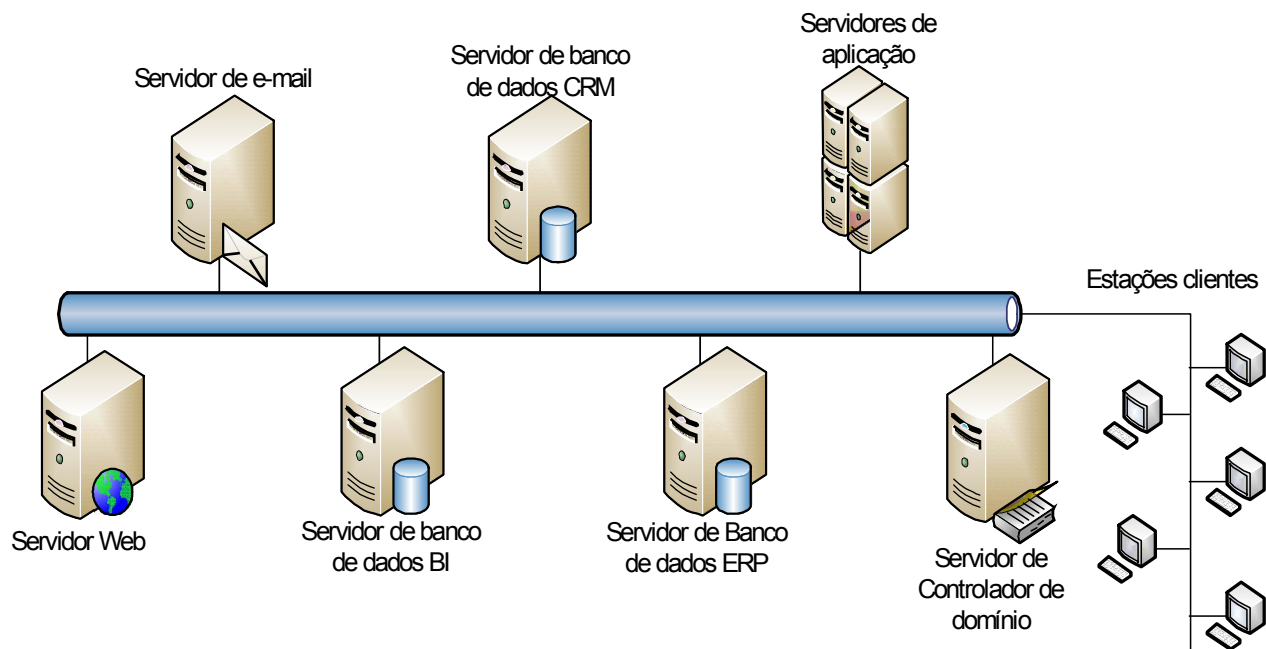 Servidores de
aplicação
Servidor de banco
de dados CRM
Servidor de e-mail
Estações clientes
Servidor Web
Servidor de banco
de dados BI
Servidor de Banco
de dados ERP
Servidor de
Controlador de
domínio